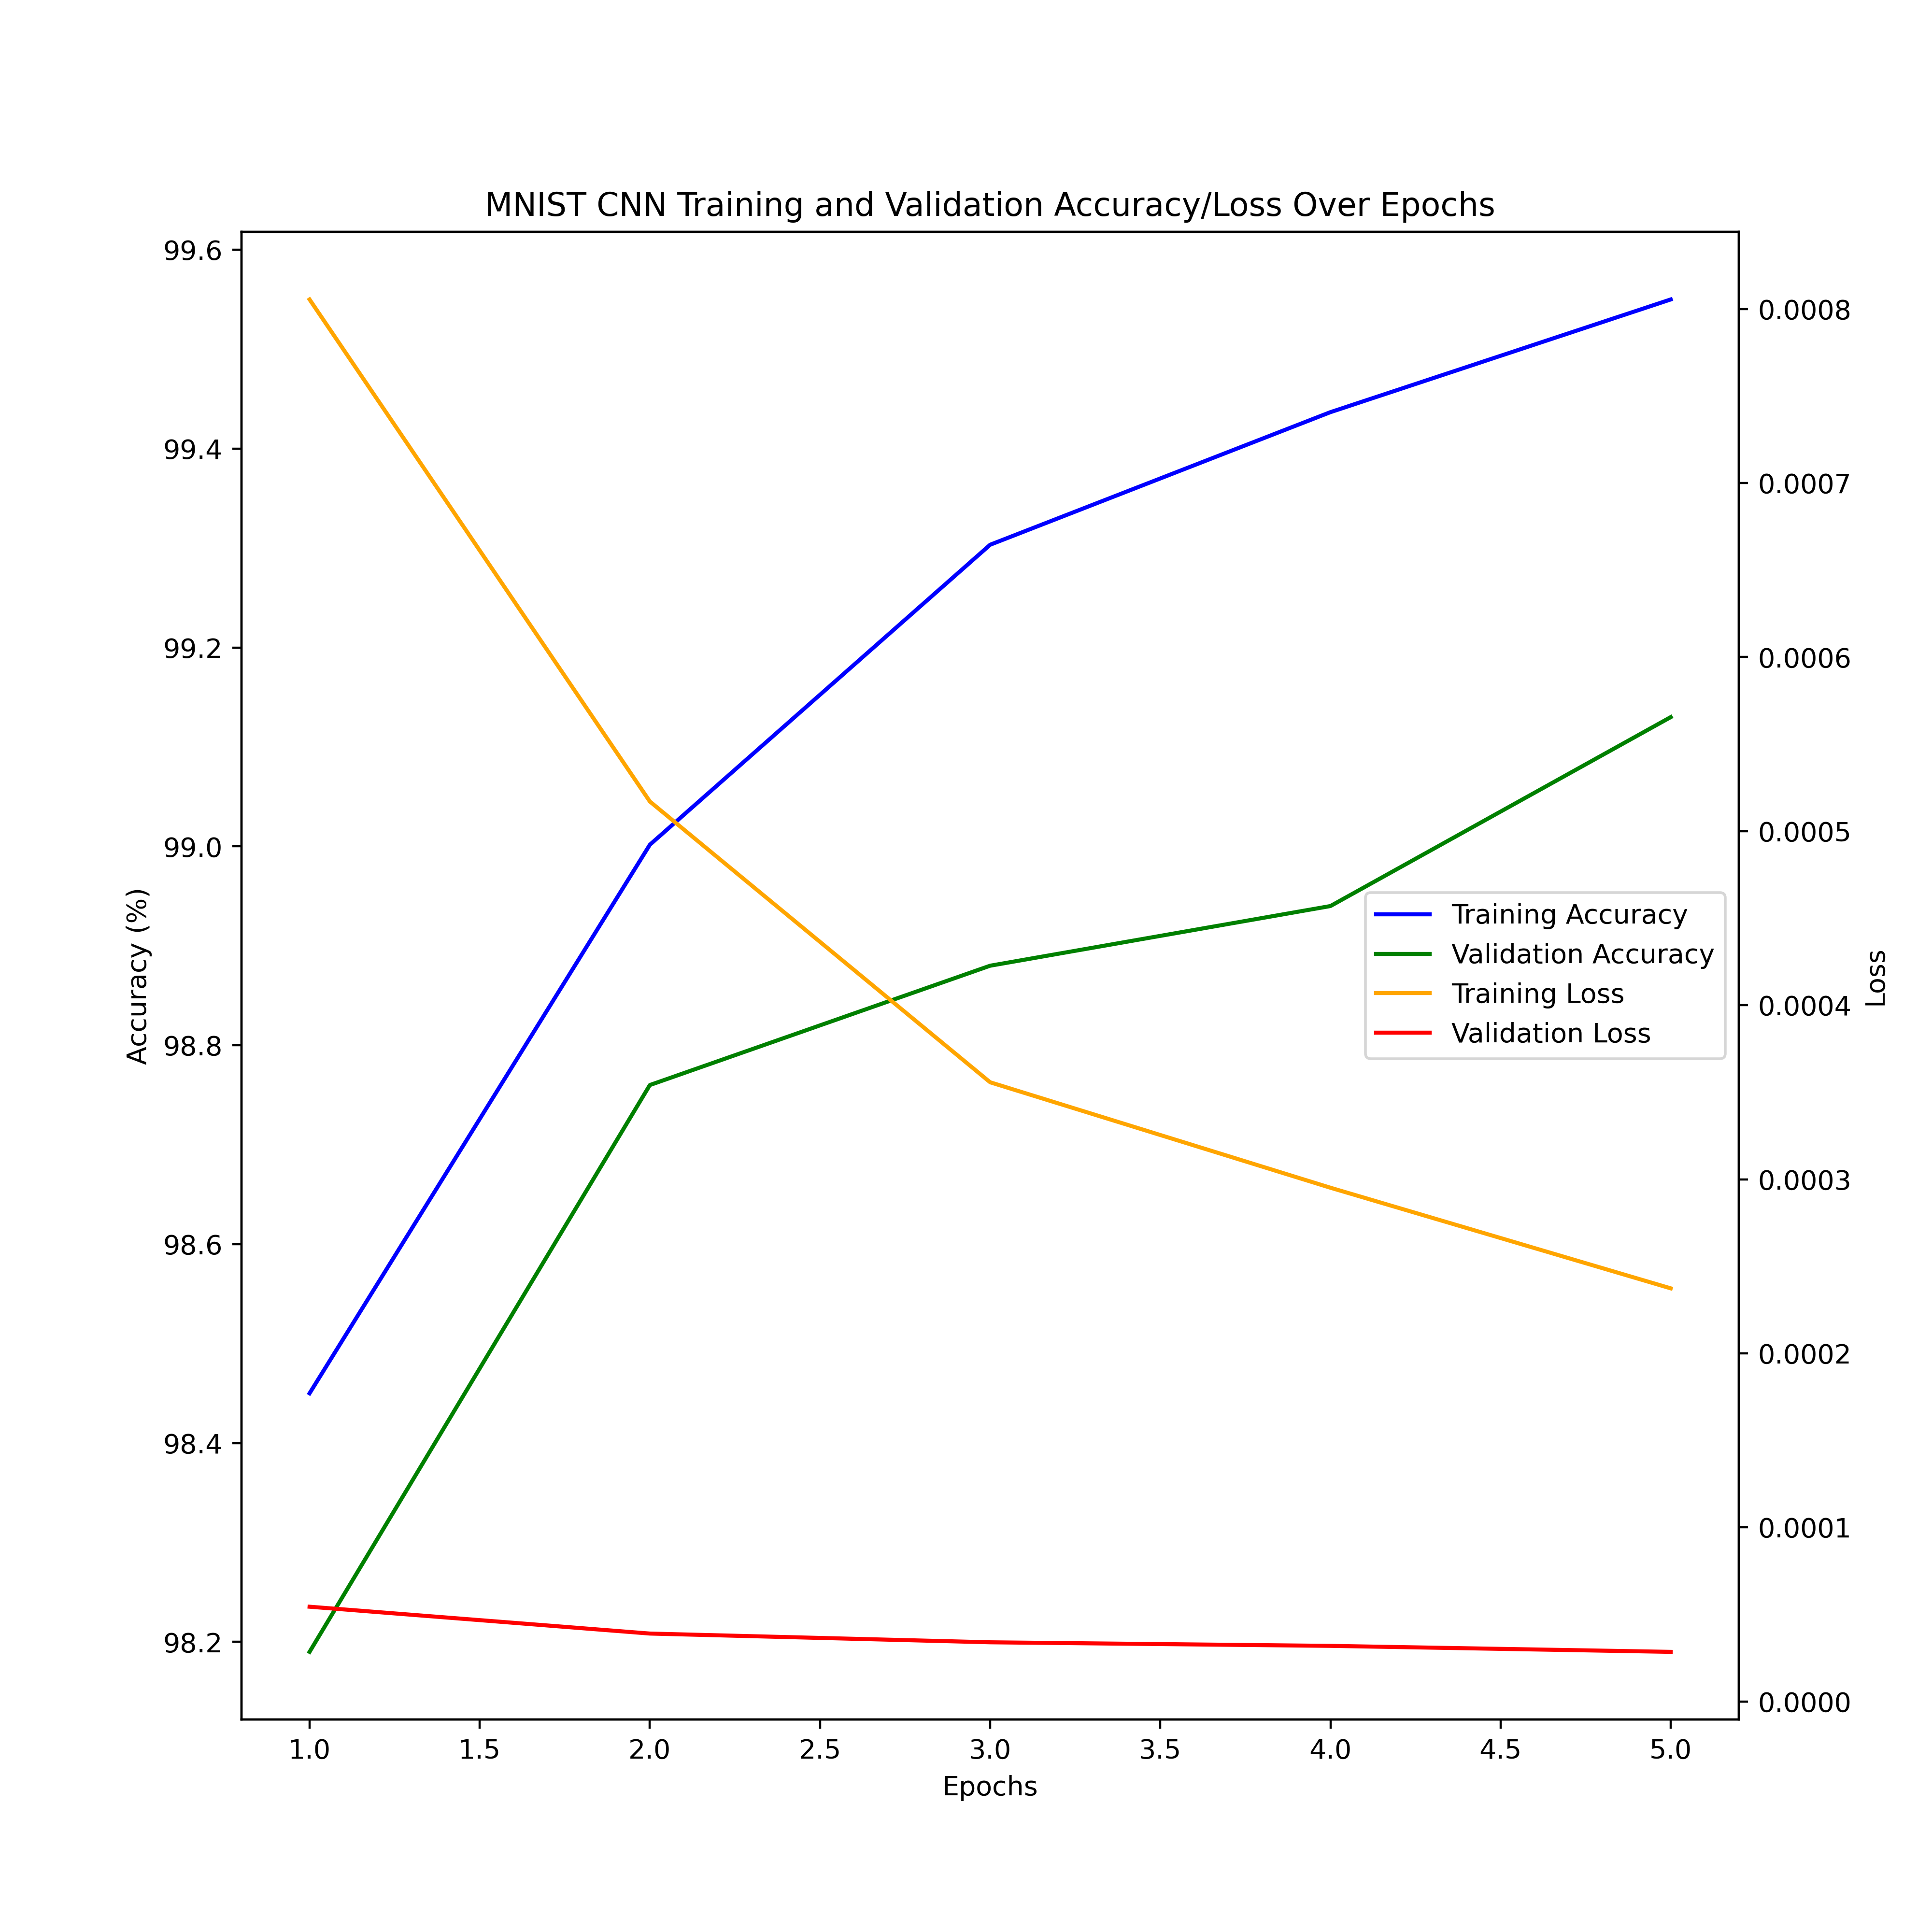 MNIST CNN Training and Validation Accuracy/Loss Over Epochs
Accuracy (%)
99.6
99.4
99.2
99.0
98.8
98.6
98.4
98.2
0.0008
0.0007
0.0006
0.0005
0.0004
0.0003
0.0002
0.0001
0.0000
Loss
Training Accuracy
Validation Accuracy
Training Loss
Validation Loss
1.0 1.5 2.0 2.5 3.0 3.5 4.0 4.5 5.0
Epochs